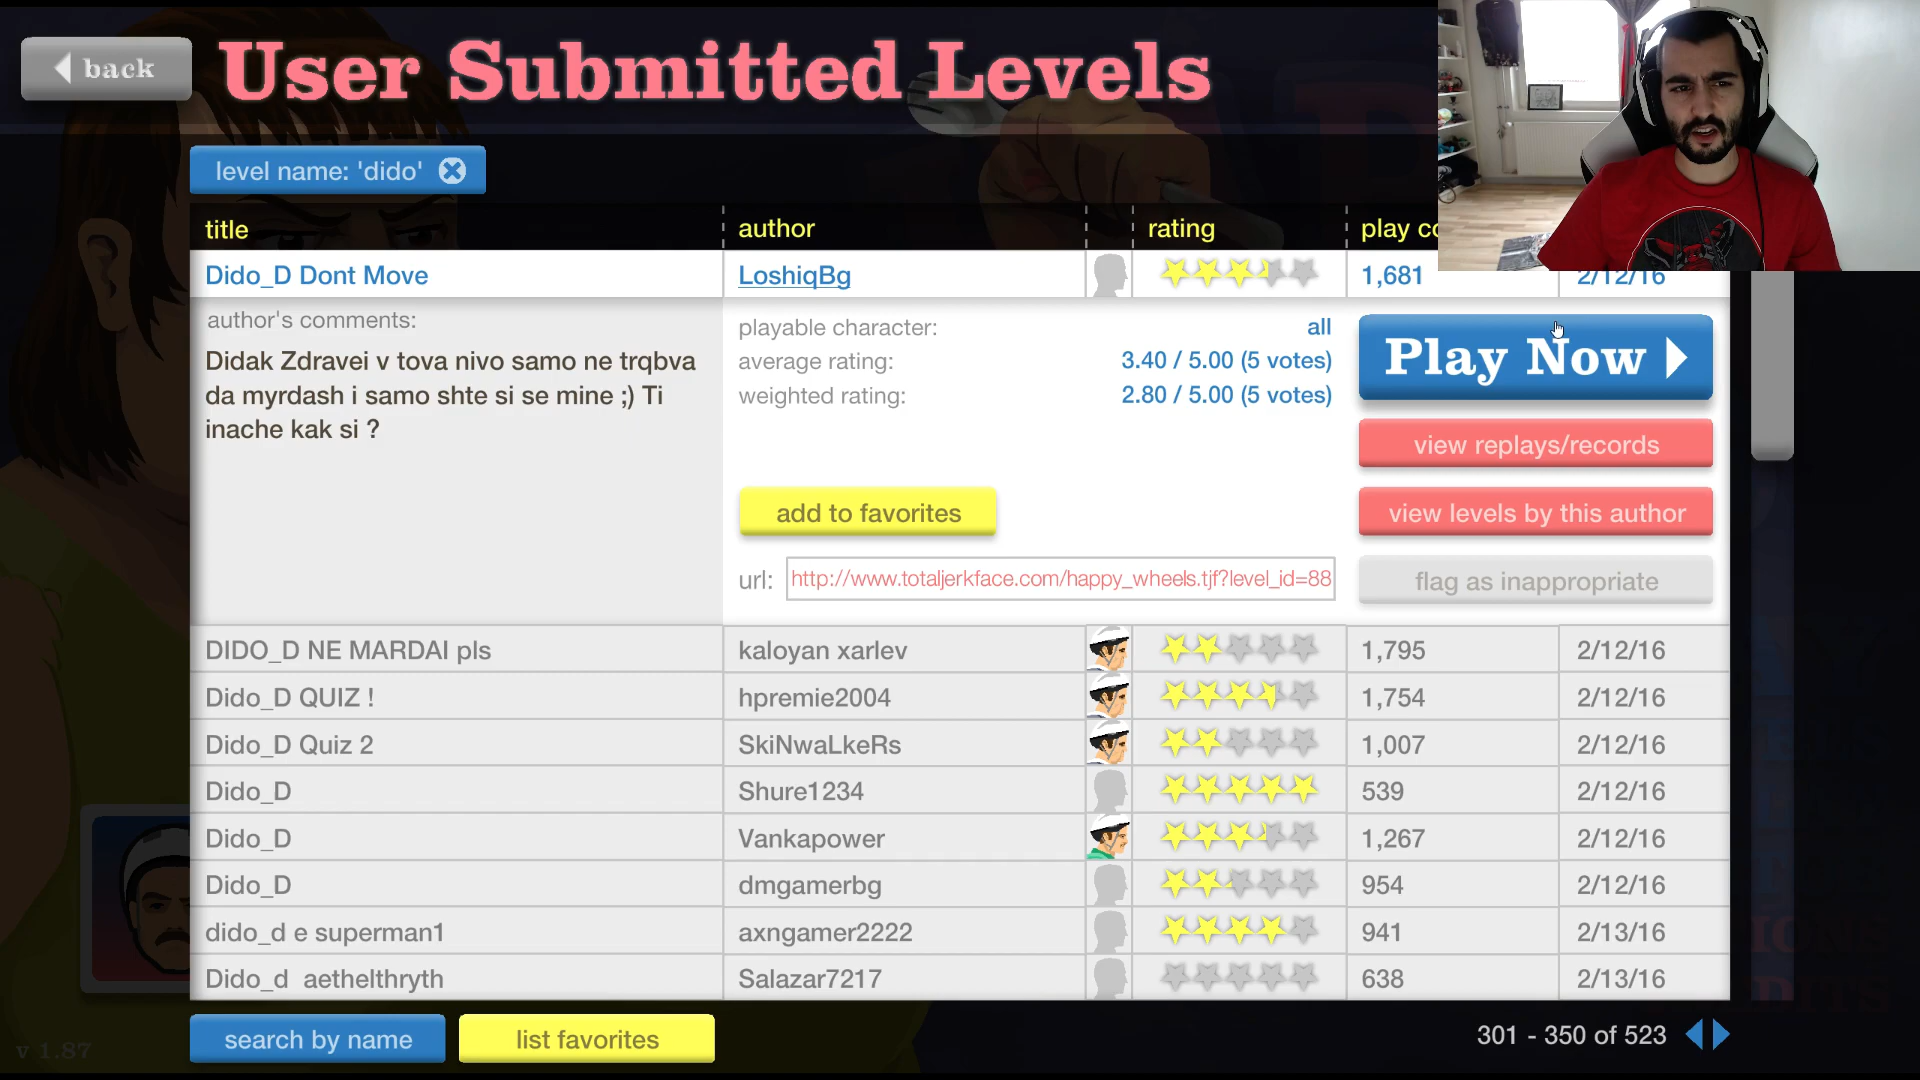 back
User Submitted Levels
level name: 'dido'
title author rating play co
Dido_D Dont Move LoshiqBg 1,681 2/12/16
author's comments:
Didak Zdravei v tova nivo samo ne trqbva
da myrdash i samo shte si se mine ;) Ti
inache kak si ?
playable character: all
average rating: 3.40 / 5.00 (5 votes)
weighted rating: 2.80 / 5.00 (5 votes)
add to favorites
url: http://www.totaljerkface.com/happy_wheels.tjf?level_id=88
Play Now
view replays/records
view levels by this author
flag as inappropriate
DIDO_D NE MARDAI pls kaloyan xarlev 1,795 2/12/16
Dido_D QUIZ ! hpremie2004 1,754 2/12/16
Dido_D Quiz 2 SkiNwaLkeRs 1,007 2/12/16
Dido_D Shure1234 539 2/12/16
Dido_D Vankapower 1,267 2/12/16
Dido_D dmgamerbg 954 2/12/16
dido_d e superman1 axngamer2222 941 2/13/16
Dido_d aethelthryth Salazar7217 638 2/13/16
search by name list favorites 301 - 350 of 523
v 1.87